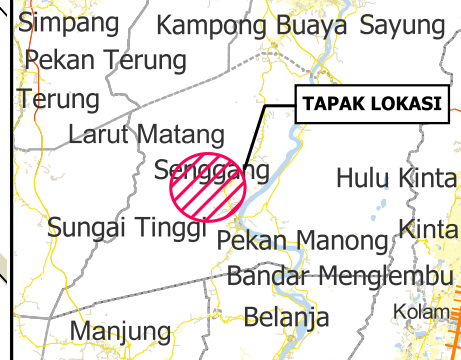 Simpang
Kampong Buaya Sayung
Pekan Terung
Terung
TAPAK LOKASI
Larut Matang
Senggang
Hulu Kinta
Sungai Tinggi
Pekan Manong
Kinta
Bandar Menglembu
Belanja
Kolam
Manjung